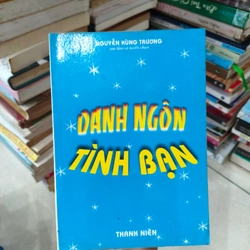 NGUYỄN HÙNG TRƯƠNG
DANH NGÔN
TÌNH BẠN
THANH NIÊN